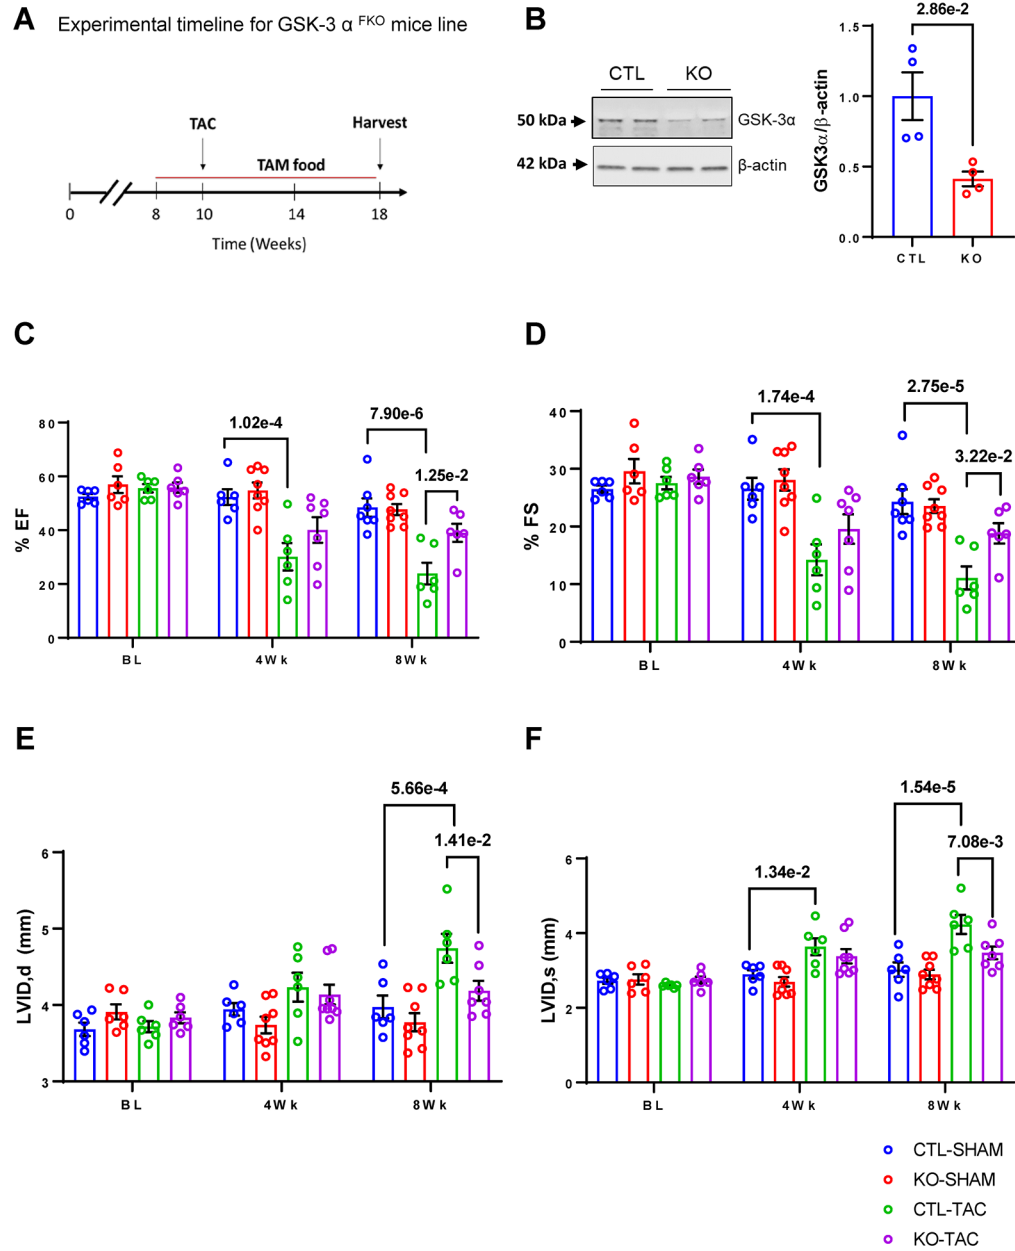 A
Experimental timeline for GSK-3 α FKO mice line
TAC
Harvest
TAM food
0
8
10
14
18
Time (Weeks)
B
CTL KO
50 kDa
GSK-3α
42 kDa
β-actin
2.86e-2
1.5
1.0
0.5
0.0
GSK3α/β-actin
CTL KO
C
% EF
80
60
40
20
0
1.02e-4
7.90e-6
1.25e-2
BL 4Wk 8Wk
D
% FS
40
30
20
10
0
1.74e-4
2.75e-5
3.22e-2
BL 4Wk 8Wk
E
LVID,d (mm)
6
5
4
3
5.66e-4
1.41e-2
BL 4Wk 8Wk
F
LVID,s (mm)
6
4
2
0
1.34e-2
1.54e-5
7.08e-3
BL 4Wk 8Wk
CTL-SHAM
KO-SHAM
CTL-TAC
KO-TAC